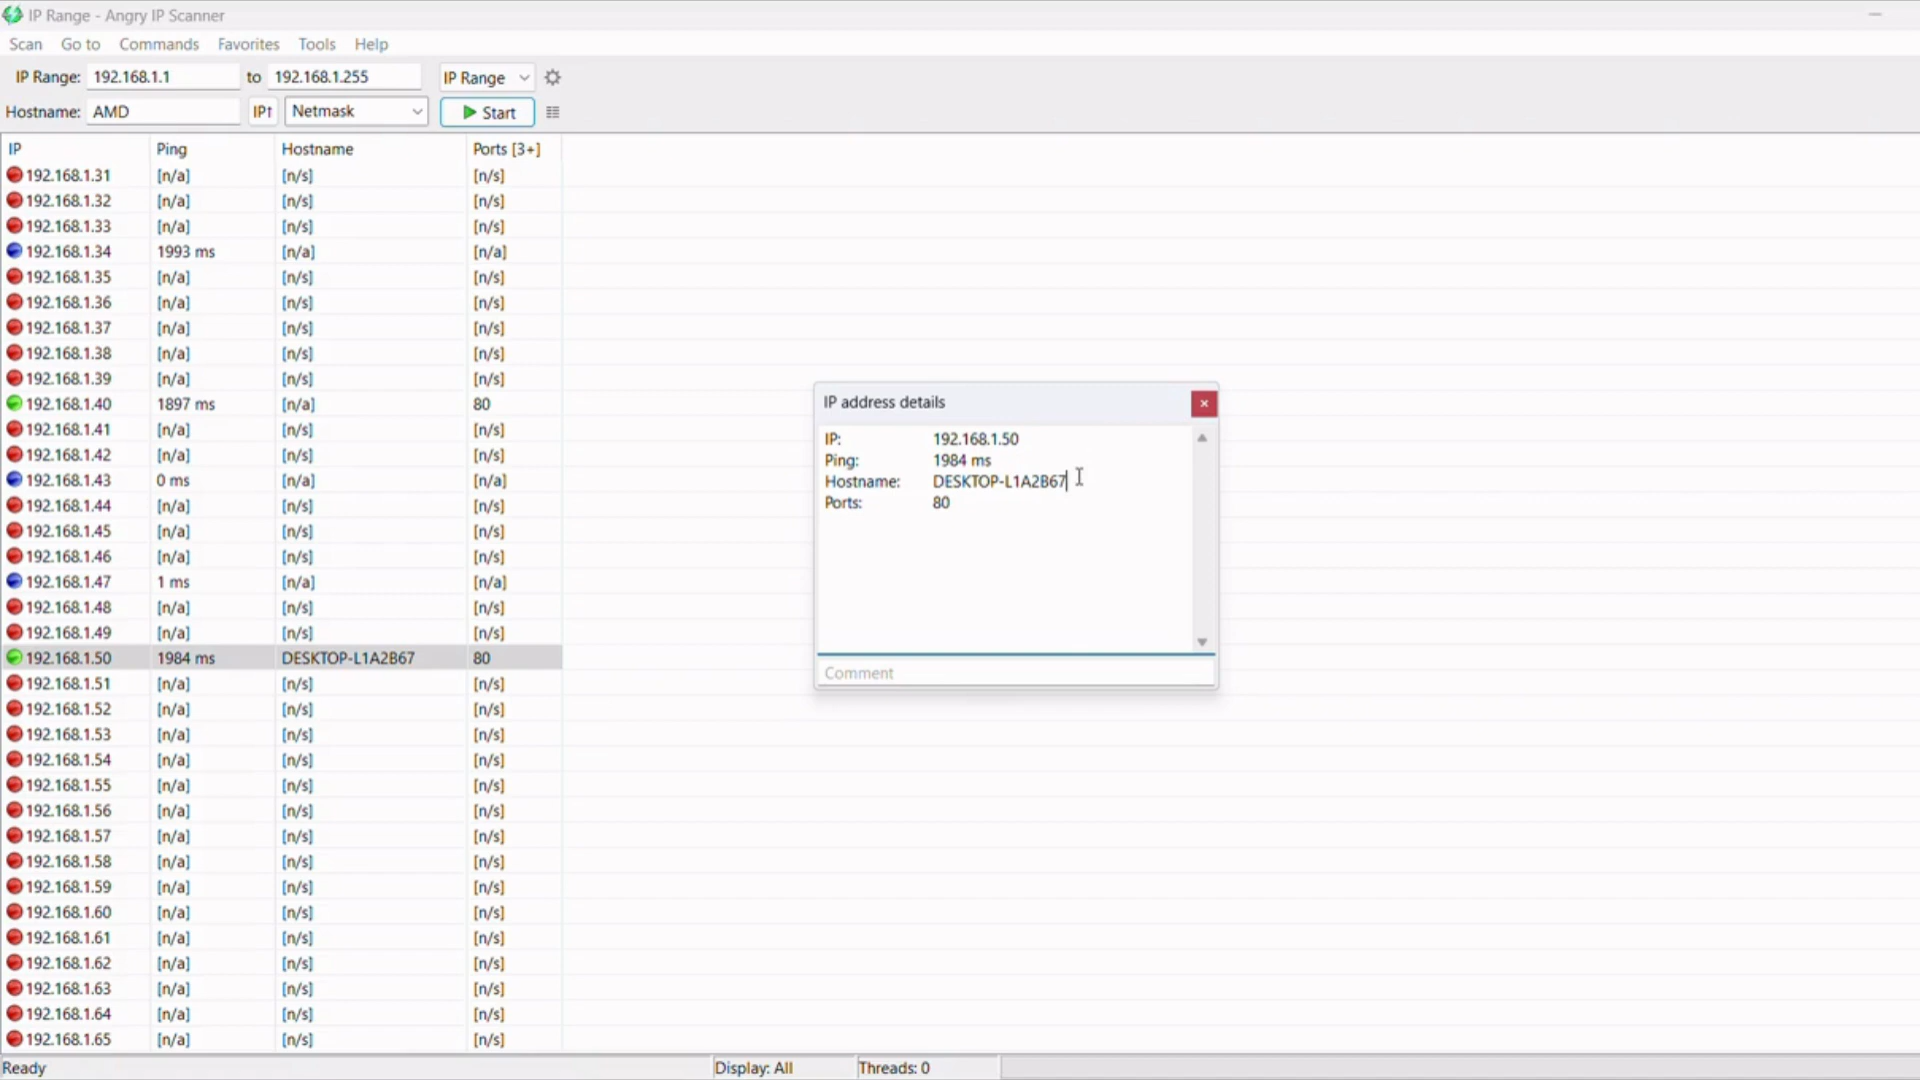 IP Range - Angry IP Scanner
Scan Go to Commands Favorites Tools Help
IP Range: 192.168.1.1 to 192.168.1.255 IP Range
Hostname: AMD IP↑ Netmask Start
IP Ping Hostname Ports [3+]
192.168.1.31 [n/a] [n/s] [n/s]
192.168.1.32 [n/a] [n/s] [n/s]
192.168.1.33 [n/a] [n/s] [n/s]
192.168.1.34 1993 ms [n/a] [n/a]
192.168.1.35 [n/a] [n/s] [n/s]
192.168.1.36 [n/a] [n/s] [n/s]
192.168.1.37 [n/a] [n/s] [n/s]
192.168.1.38 [n/a] [n/s] [n/s]
192.168.1.39 [n/a] [n/s] [n/s]
192.168.1.40 1897 ms [n/a] 80
192.168.1.41 [n/a] [n/s] [n/s]
192.168.1.42 [n/a] [n/s] [n/s]
192.168.1.43 0 ms [n/a] [n/a]
192.168.1.44 [n/a] [n/s] [n/s]
192.168.1.45 [n/a] [n/s] [n/s]
192.168.1.46 [n/a] [n/s] [n/s]
192.168.1.47 1 ms [n/a] [n/a]
192.168.1.48 [n/a] [n/s] [n/s]
192.168.1.49 [n/a] [n/s] [n/s]
192.168.1.50 1984 ms DESKTOP-L1A2B67 80
192.168.1.51 [n/a] [n/s] [n/s]
192.168.1.52 [n/a] [n/s] [n/s]
192.168.1.53 [n/a] [n/s] [n/s]
192.168.1.54 [n/a] [n/s] [n/s]
192.168.1.55 [n/a] [n/s] [n/s]
192.168.1.56 [n/a] [n/s] [n/s]
192.168.1.57 [n/a] [n/s] [n/s]
192.168.1.58 [n/a] [n/s] [n/s]
192.168.1.59 [n/a] [n/s] [n/s]
192.168.1.60 [n/a] [n/s] [n/s]
192.168.1.61 [n/a] [n/s] [n/s]
192.168.1.62 [n/a] [n/s] [n/s]
192.168.1.63 [n/a] [n/s] [n/s]
192.168.1.64 [n/a] [n/s] [n/s]
192.168.1.65 [n/a] [n/s] [n/s]
IP address details
IP: 192.168.1.50
Ping: 1984 ms
Hostname: DESKTOP-L1A2B67
Ports: 80
Comment
Ready Display: All Threads: 0